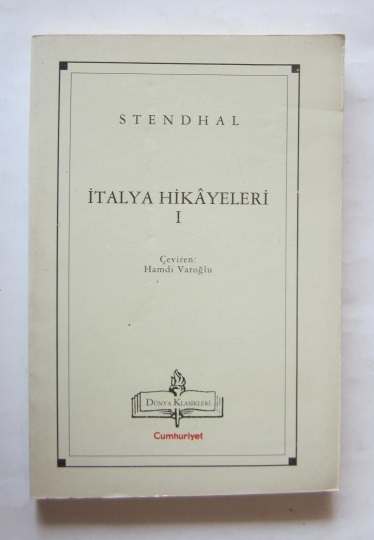 STENDHAL
İTALYA HİKÂYELERİ
I
Çeviren:
Hamdi Varoğlu
DÜNYA KLASİKLERİ
Cumhuriyet